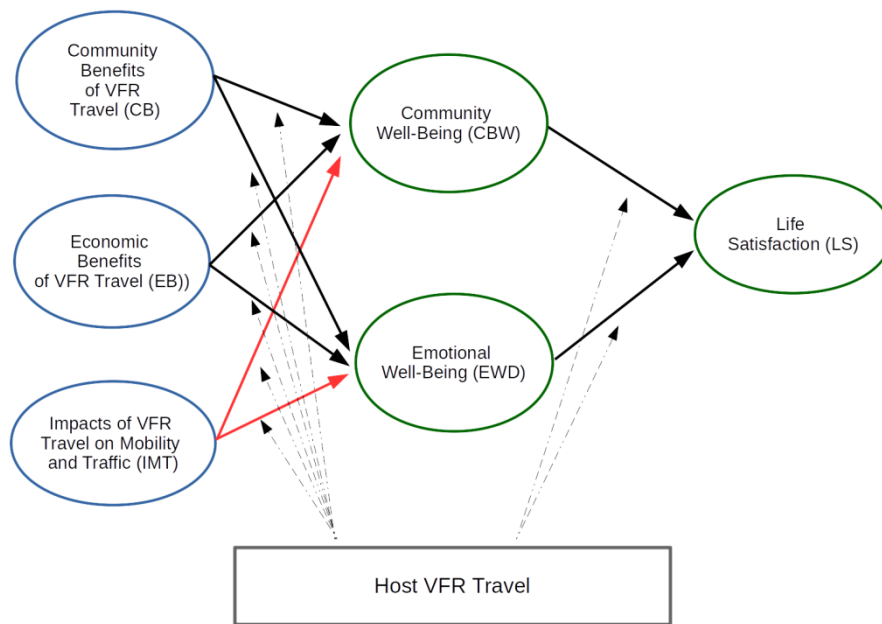 Community
Benefits
of VFR
Travel (CB)
Community
Well-Being (CBW)
Economic
Benefits
of VFR Travel (EB))
Life
Satisfaction (LS)
Emotional
Well-Being (EWD)
Impacts of VFR
Travel on Mobility
and Traffic (IMT)
Host VFR Travel